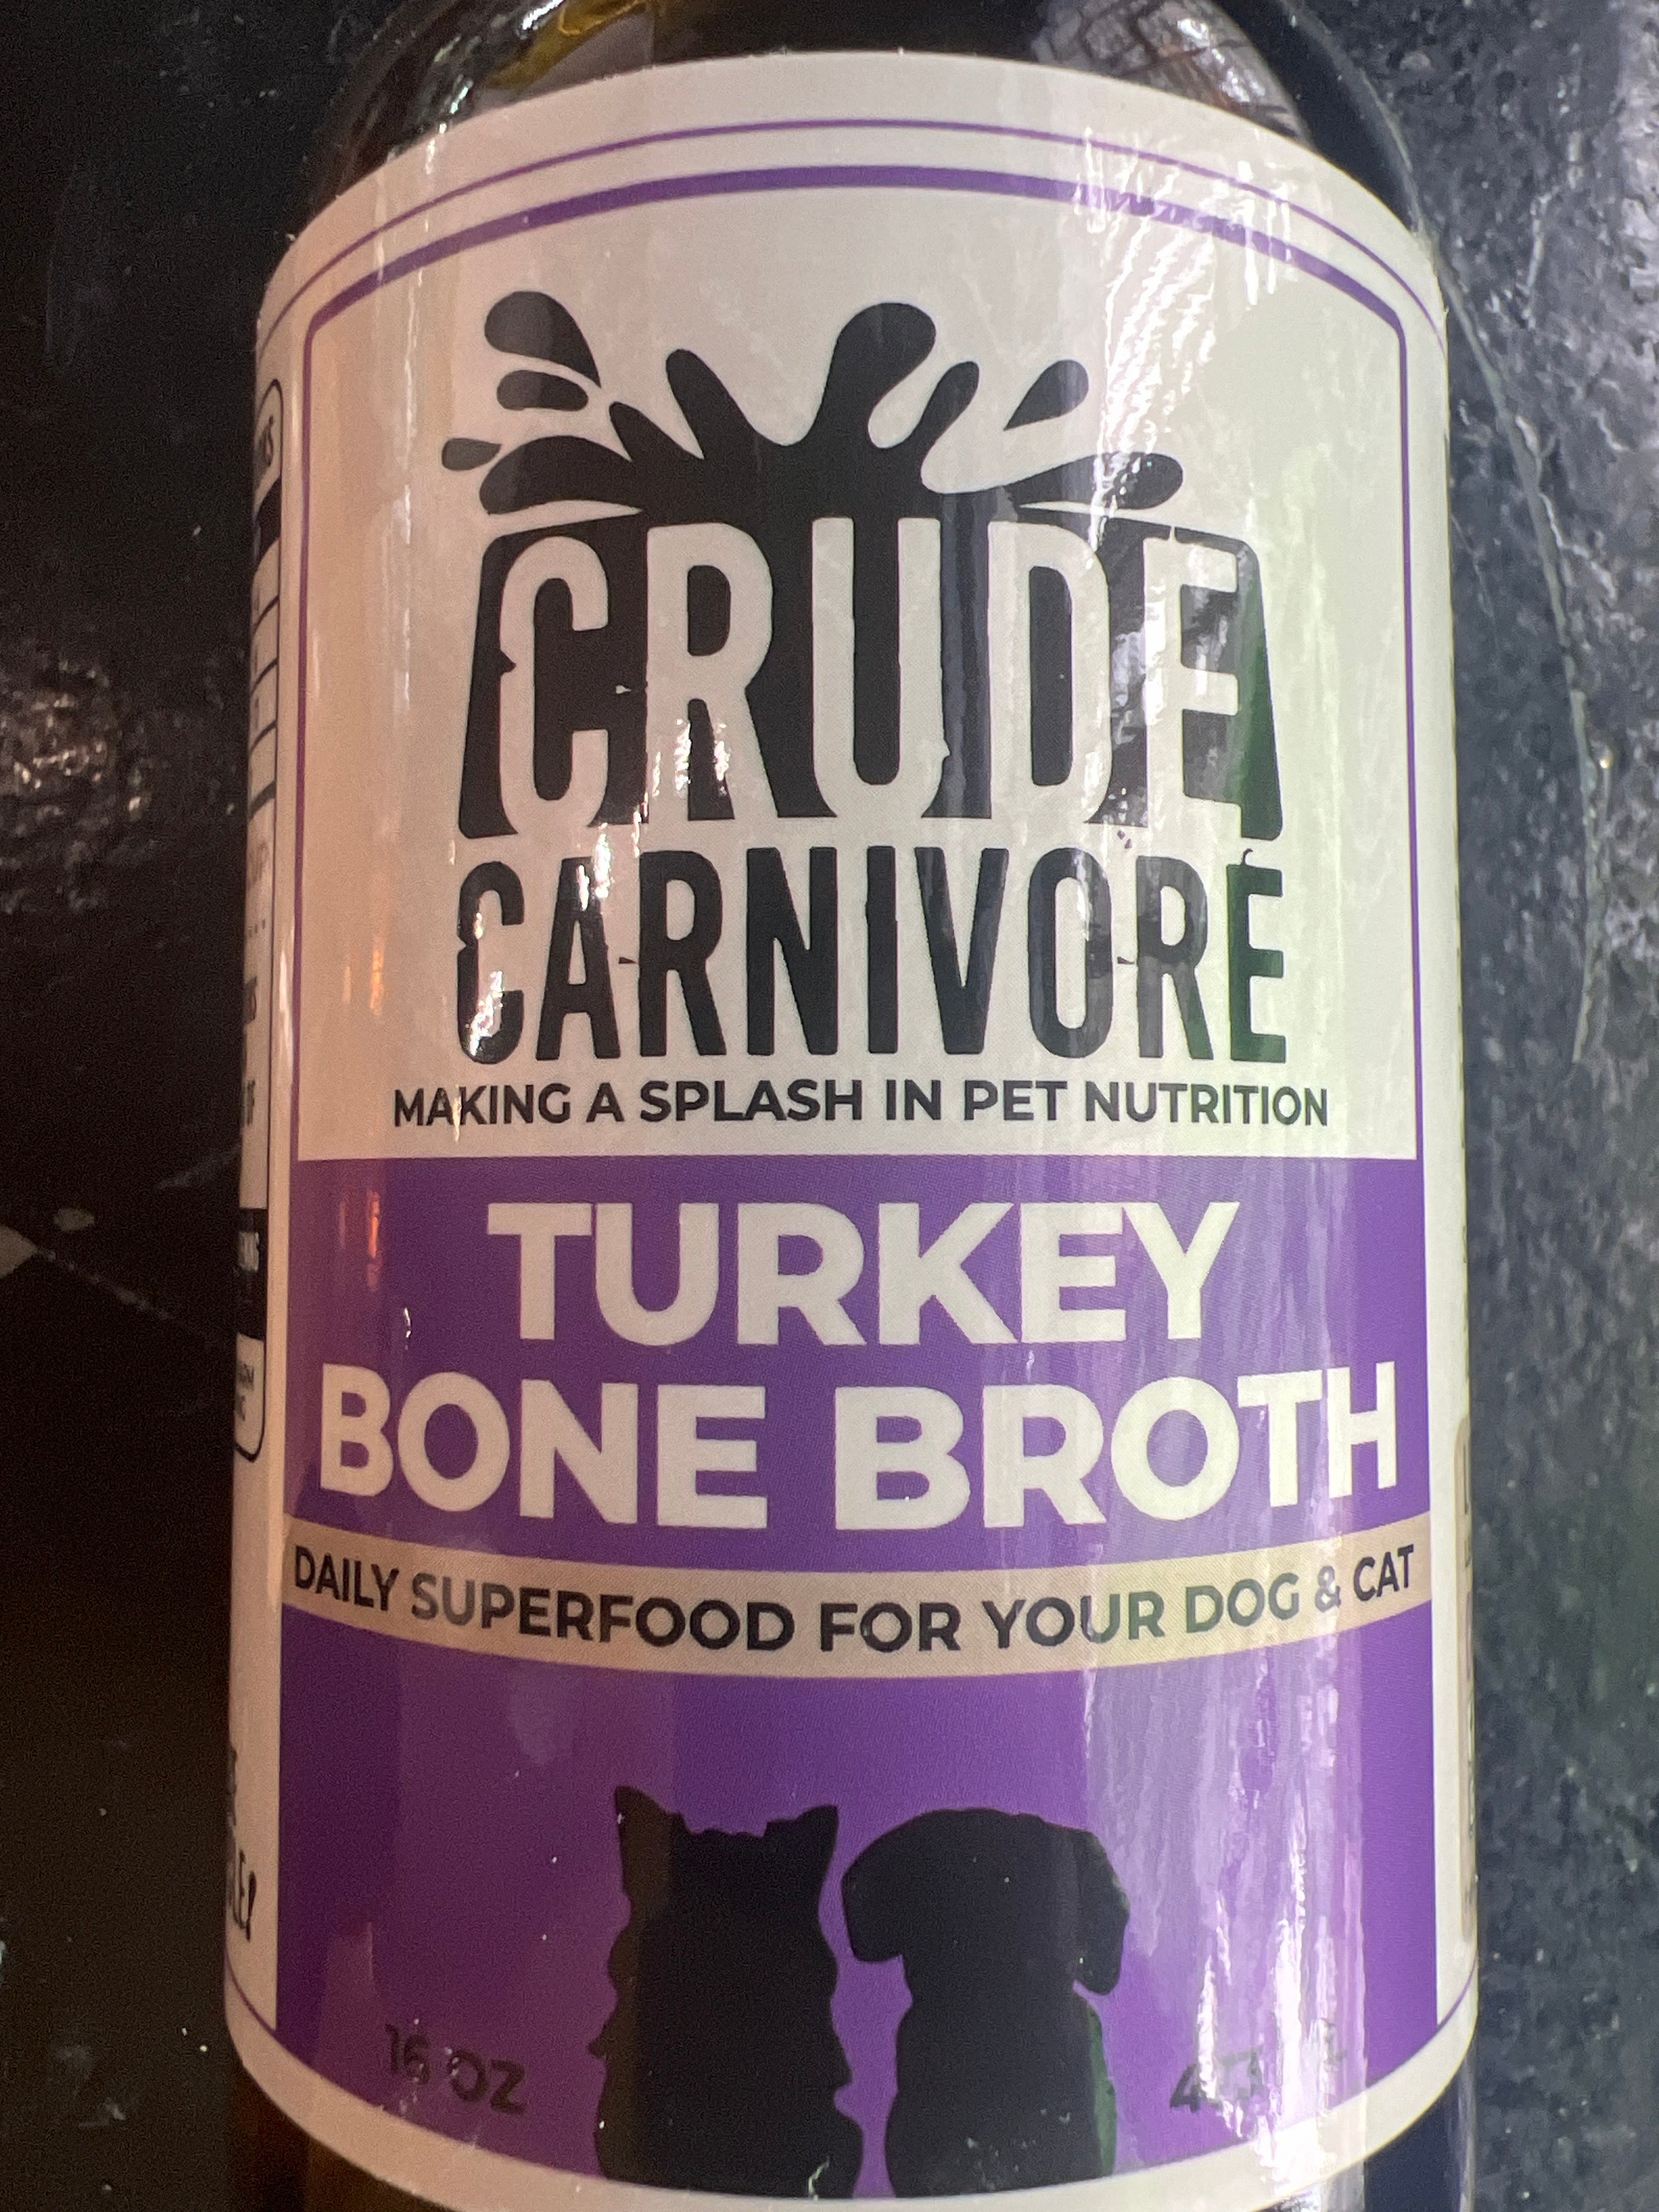 CRUDE
CARNIVORE
MAKING A SPLASH IN PET NUTRITION
TURKEY
BONE BROTH
DAILY SUPERFOOD FOR YOUR DOG & CAT
16 OZ